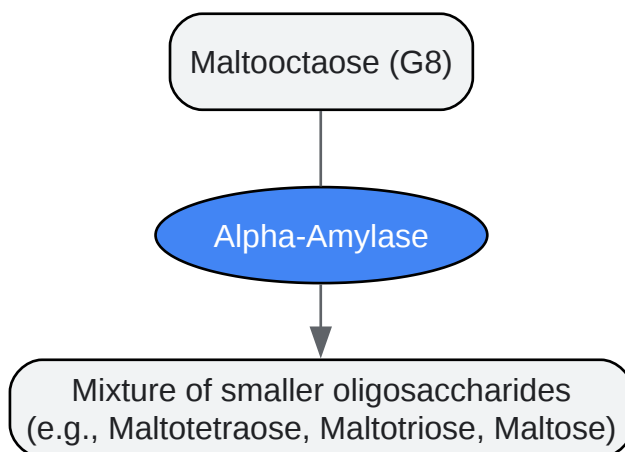 Maltooctaose (G8)
Alpha-Amylase
Mixture of smaller oligosaccharides
(e.g., Maltotetraose, Maltotriose, Maltose)